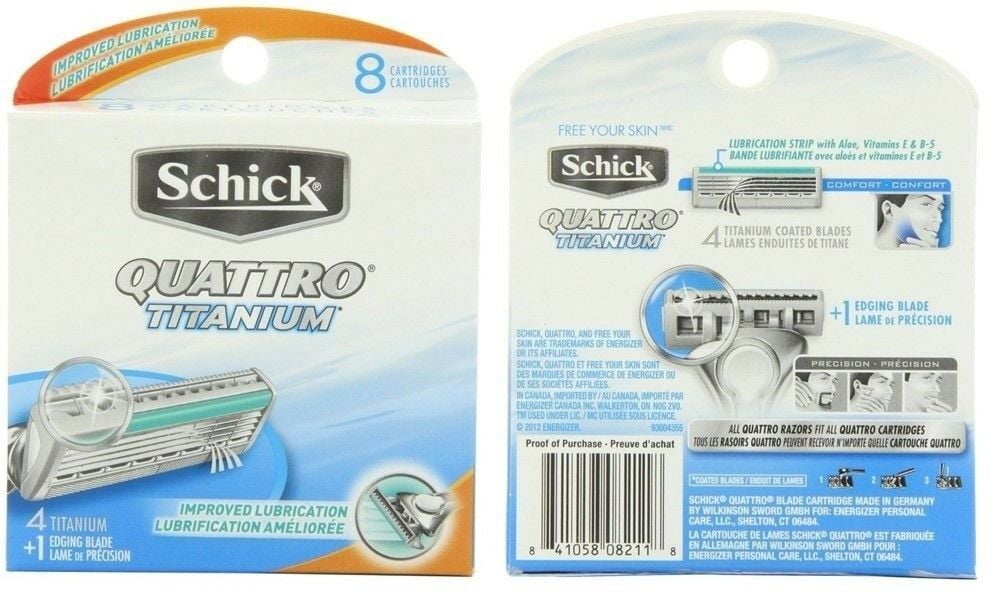 IMPROVED LUBRICATION
LUBRIFICATION AMÉLIORÉE
8 CARTRIDGES
CARTOUCHES
8 CARTRIDGES
CARTOUCHES
Schick®
QUATTRO®
TITANIUM*
4 TITANIUM
+1 EDGING BLADE
LAME DE PRÉCISION
IMPROVED LUBRICATION
LUBRIFICATION AMÉLIORÉE
FREE YOUR SKIN™/MC
Schick®
QUATTRO®
TITANIUM*
LUBRICATION STRIP with Aloe, Vitamins E & B-5
BANDE LUBRIFIANTE avec aloès et vitamines E et B-5
COMFORT - CONFORT
4 TITANIUM COATED BLADES
LAMES ENDUITES DE TITANE
+1 EDGING BLADE
LAME DE PRÉCISION
PRECISION - PRÉCISION
SCHICK, QUATTRO, AND FREE YOUR
SKIN ARE TRADEMARKS OF ENERGIZER
OR ITS AFFILIATES.
SCHICK, QUATTRO ET FREE YOUR SKIN SONT
DES MARQUES DE COMMERCE DE ENERGIZER OU
DE SES SOCIÉTÉS AFFILIÉES.
IN CANADA, IMPORTED BY / AU CANADA, IMPORTÉ PAR
ENERGIZER CANADA INC. WALKERTON, ON N0G 2V0.
TM USED UNDER LIC. / MC UTILISÉE SOUS LICENCE.
© 2012 ENERGIZER. 93004355
Proof of Purchase - Preuve d'achat
8 41058 08211 8
ALL QUATTRO RAZORS FIT ALL QUATTRO CARTRIDGES
TOUS LES RASOIRS QUATTRO PEUVENT RECEVOIR N'IMPORTE QUELLE CARTOUCHE QUATTRO
*COATED BLADES / ENDUIT DE LAMES
1 2 3
SCHICK® QUATTRO® BLADE CARTRIDGE MADE IN GERMANY
BY WILKINSON SWORD GMBH FOR: ENERGIZER PERSONAL
CARE, LLC., SHELTON, CT 06484.
LA CARTOUCHE DE LAMES SCHICK® QUATTRO® EST FABRIQUÉE
EN ALLEMAGNE PAR WILKINSON SWORD GMBH POUR :
ENERGIZER PERSONAL CARE, LLC., SHELTON, CT 06484.